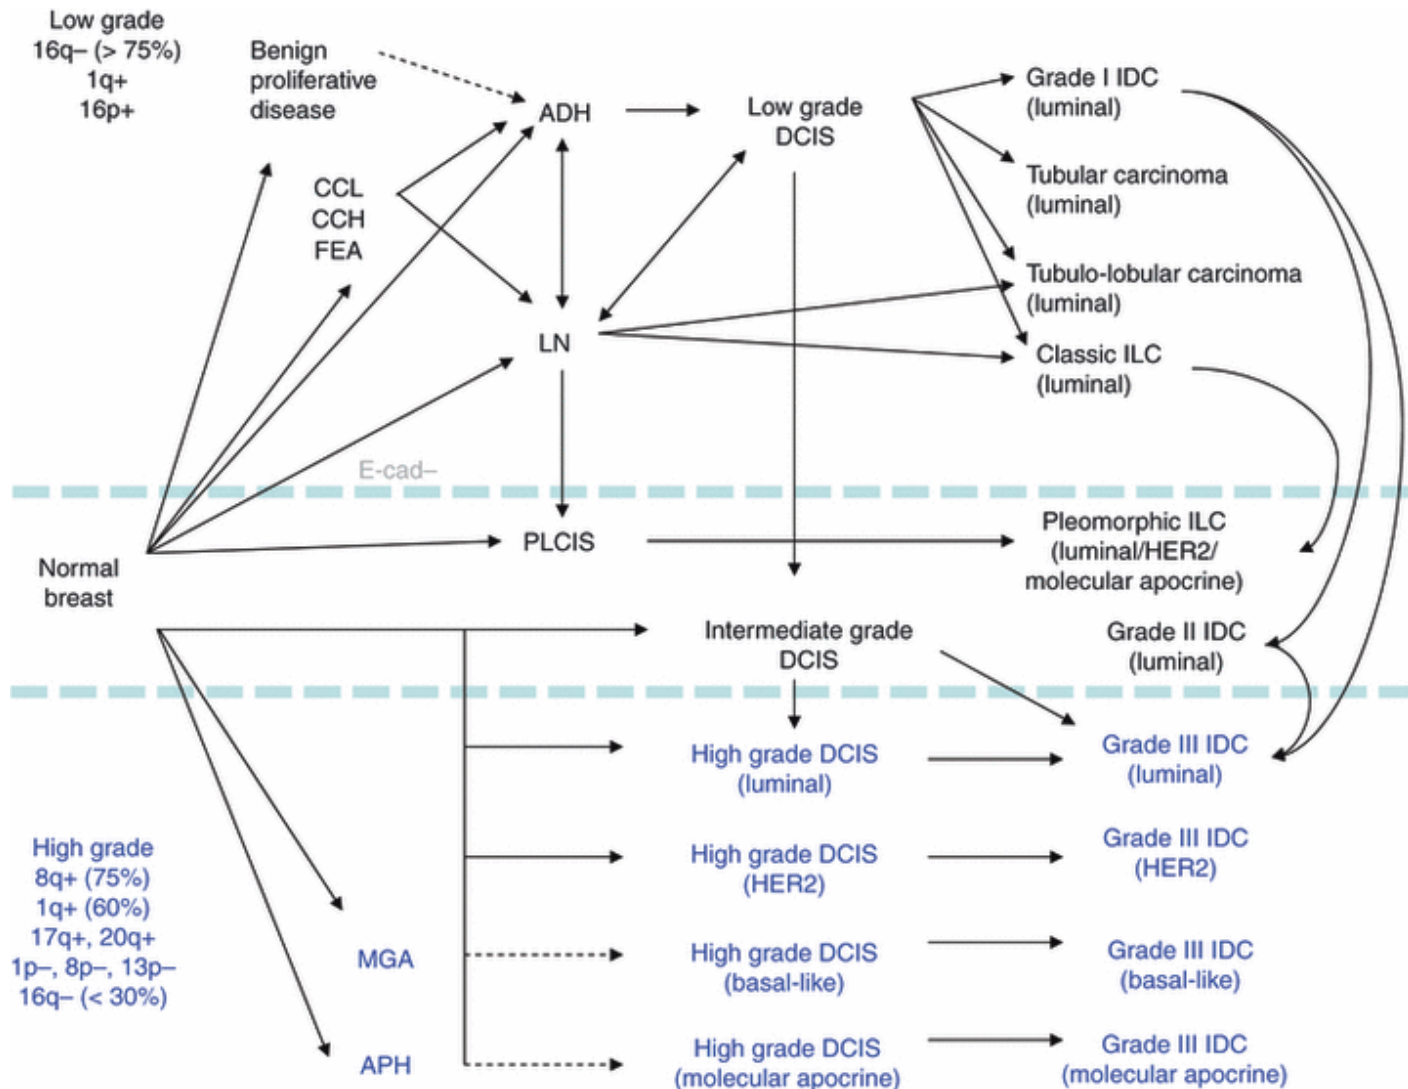 Low grade
16q– (> 75%)
1q+
16p+
Benign
proliferative
disease
ADH
Low grade
DCIS
Grade I IDC
(luminal)
CCL
CCH
FEA
Tubular carcinoma
(luminal)
Tubulo-lobular carcinoma
(luminal)
LN
Classic ILC
(luminal)
E-cad–
Normal
breast
PLCIS
Pleomorphic ILC
(luminal/HER2/
molecular apocrine)
Intermediate grade
DCIS
Grade II IDC
(luminal)
High grade DCIS
(luminal)
Grade III IDC
(luminal)
High grade
8q+ (75%)
1q+ (60%)
17q+, 20q+
1p–, 8p–, 13p–
16q– (< 30%)
High grade DCIS
(HER2)
Grade III IDC
(HER2)
MGA
High grade DCIS
(basal-like)
Grade III IDC
(basal-like)
APH
High grade DCIS
(molecular apocrine)
Grade III IDC
(molecular apocrine)